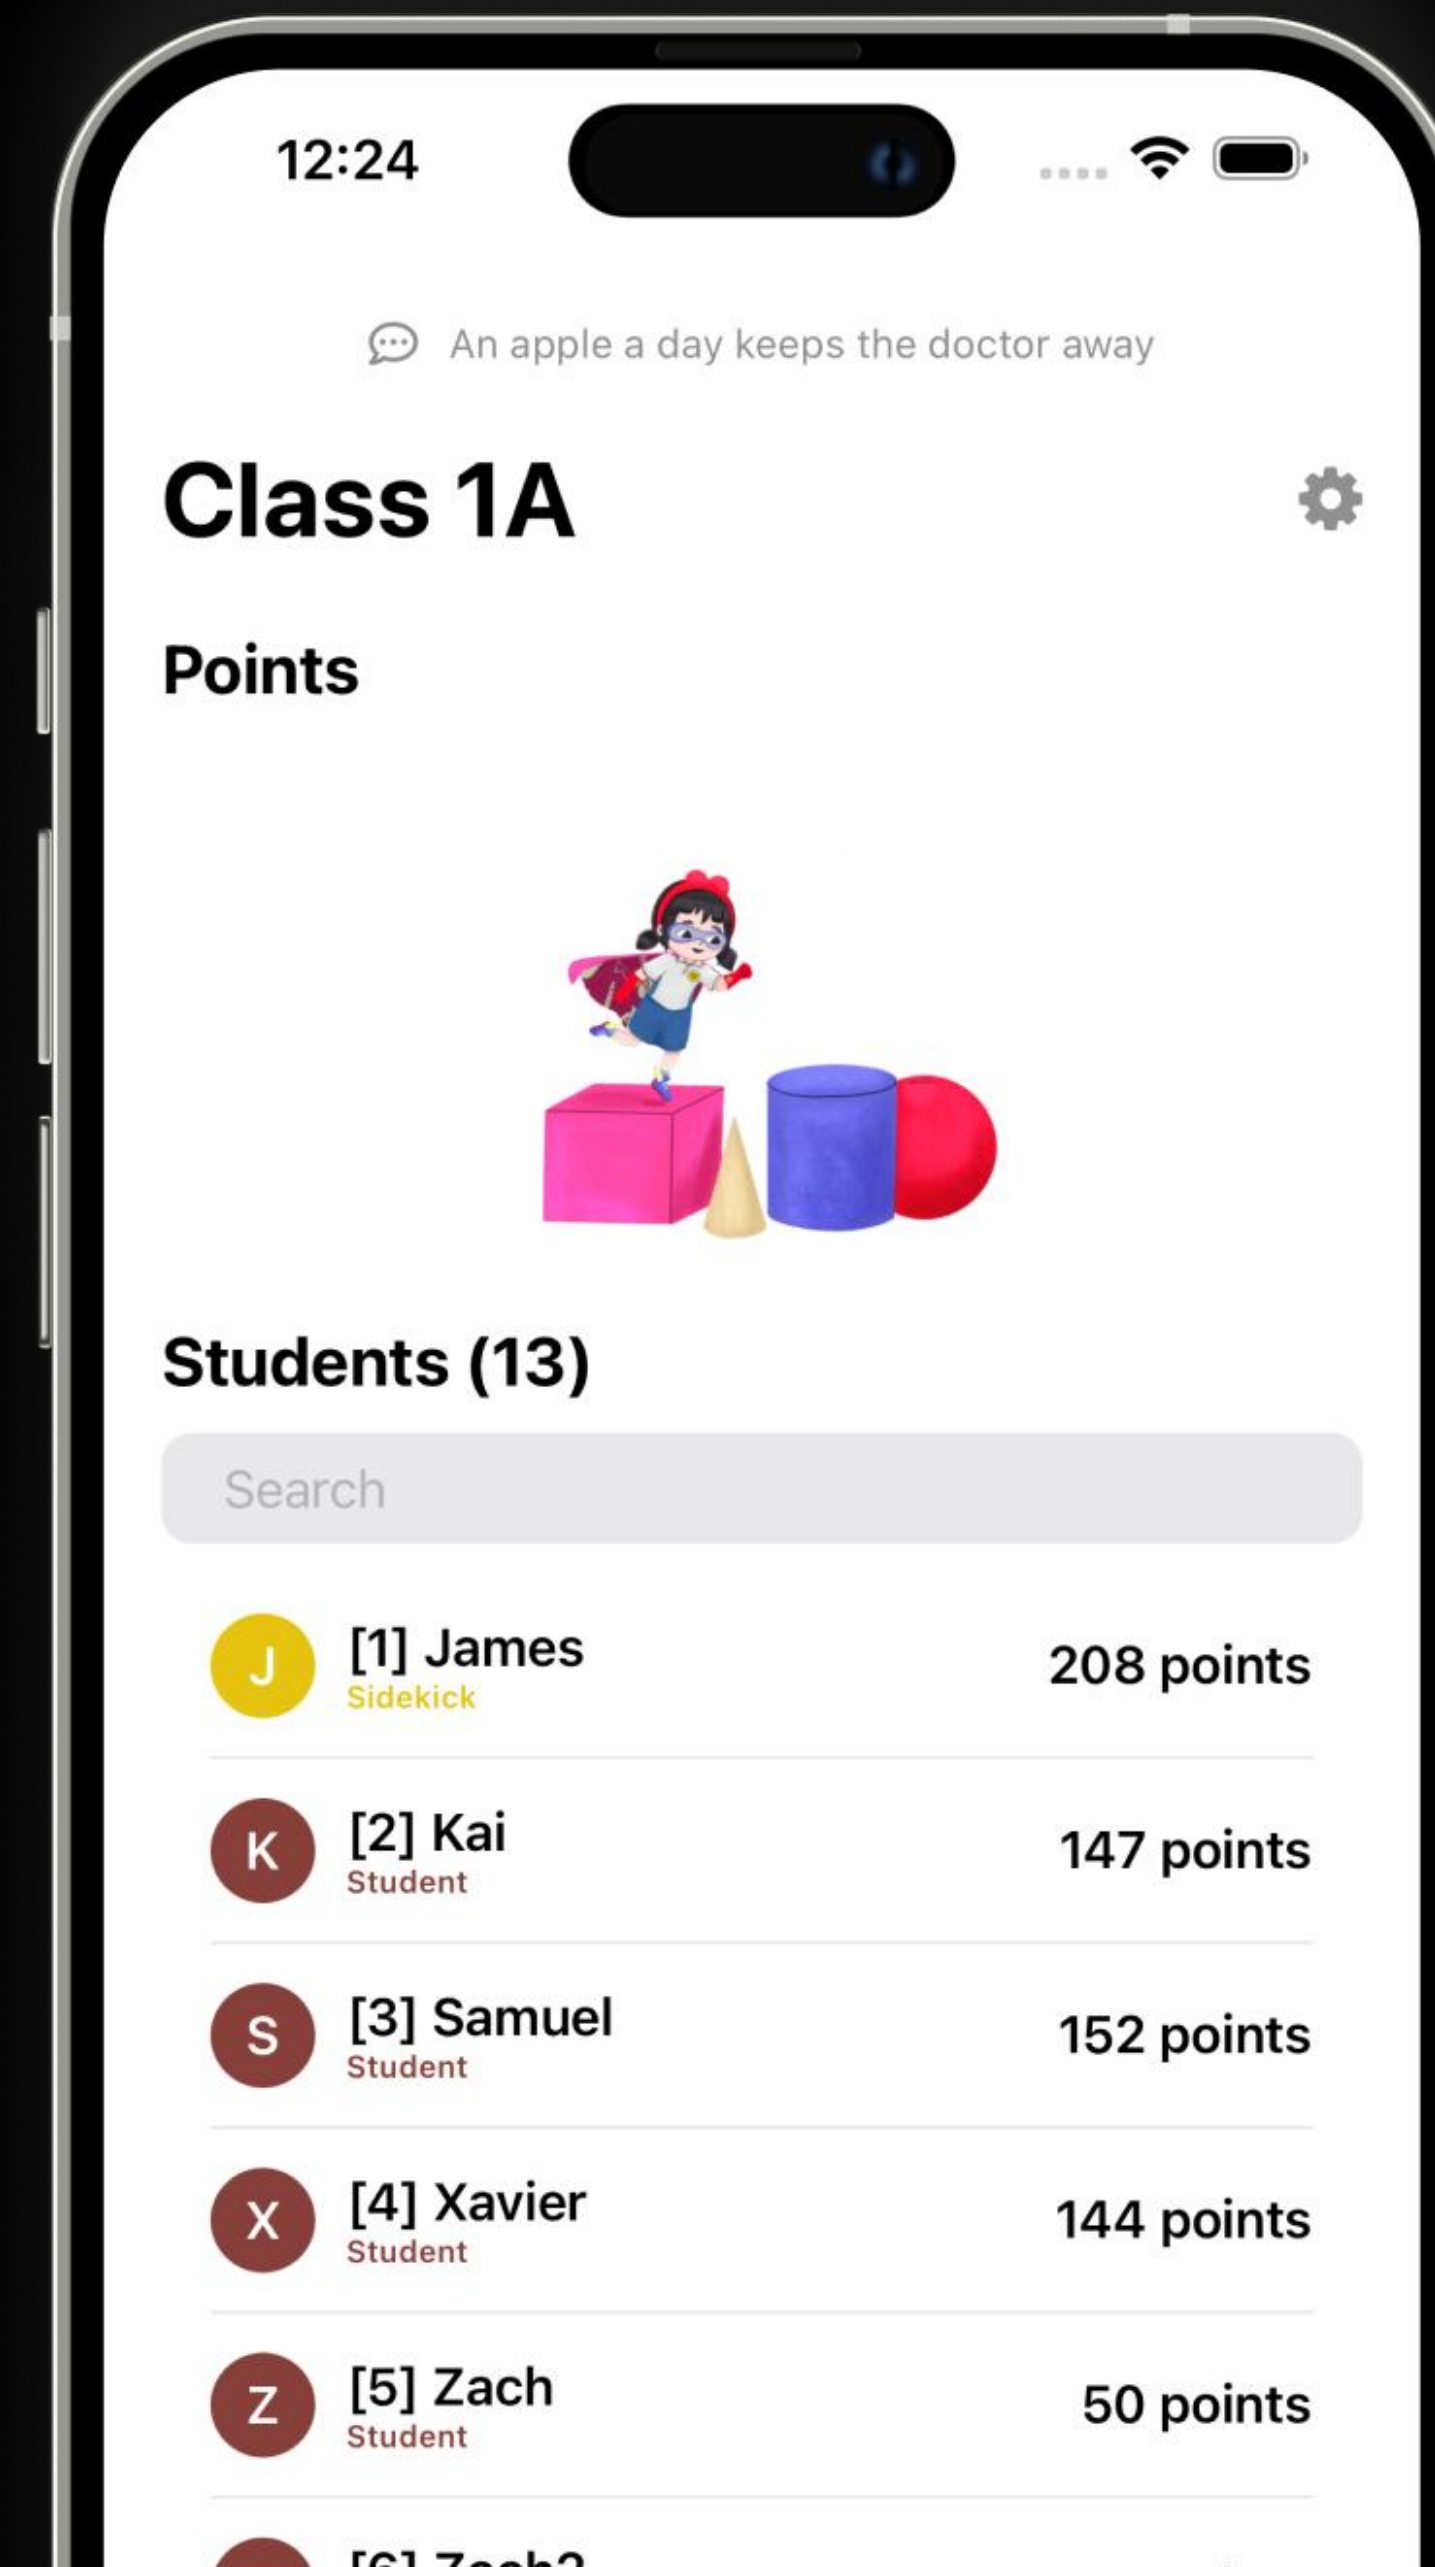 12:24
An apple a day keeps the doctor away
Class 1A
Points
Students (13)
Search
J
[1] James
Sidekick
208 points
K
[2] Kai
Student
147 points
S
[3] Samuel
Student
152 points
X
[4] Xavier
Student
144 points
Z
[5] Zach
Student
50 points